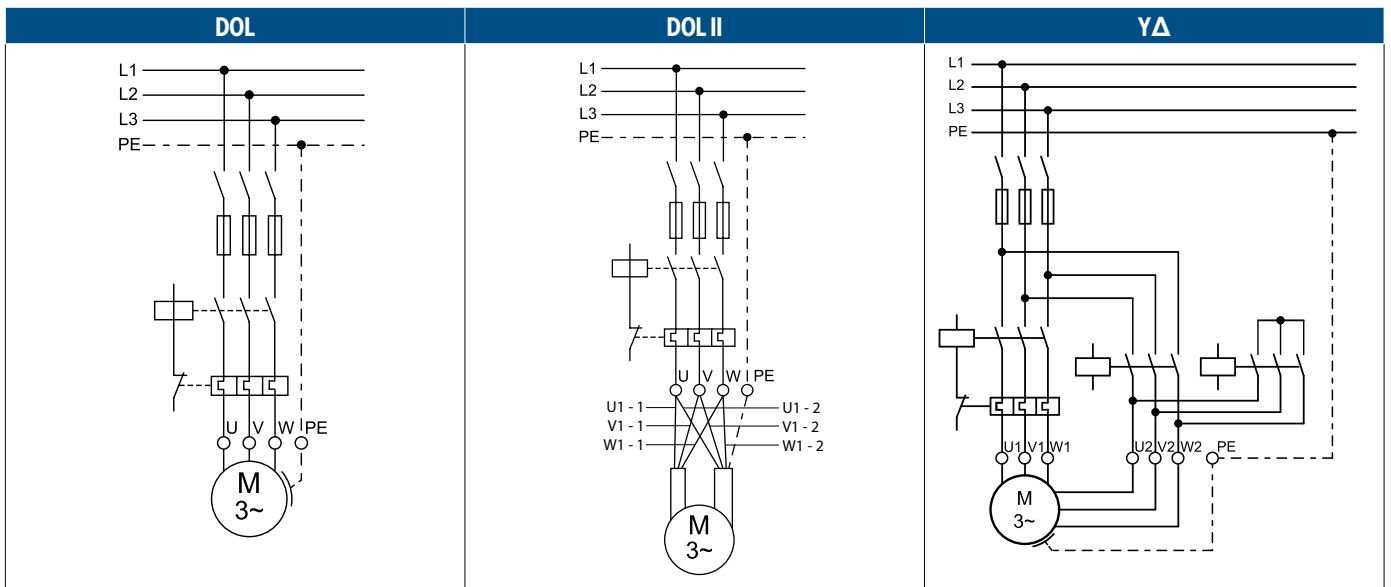 DOL
L1
L2
L3
PE
U V W PE
M
3~
DOL II
L1
L2
L3
PE
U V W PE
U1 - 1 U1 - 2
V1 - 1 V1 - 2
W1 - 1 W1 - 2
M
3~
YΔ
L1
L2
L3
PE
U1 V1 W1 U2 V2 W2 PE
M
3~